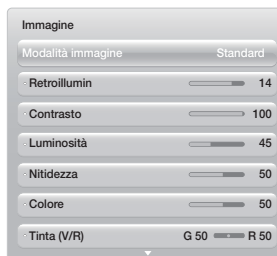 Immagine
Modalità immagine Standard
· Retroillumin 14
· Contrasto 100
· Luminosità 45
· Nitidezza 50
· Colore 50
· Tinta (V/R) G 50 R 50